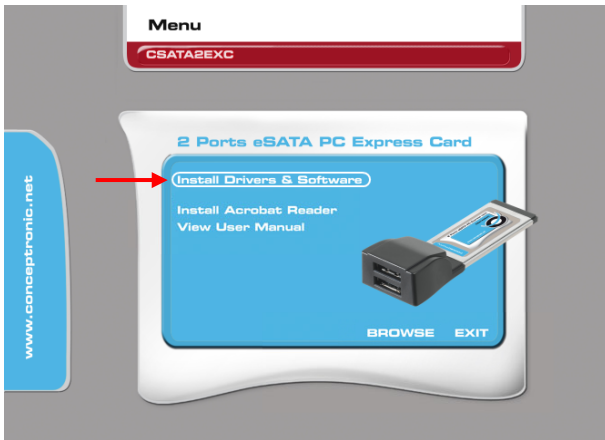 Menu
CSATA2EXC
2 Ports eSATA PC Express Card
Install Drivers & Software
Install Acrobat Reader
View User Manual
BROWSE EXIT
www.conceptronic.net